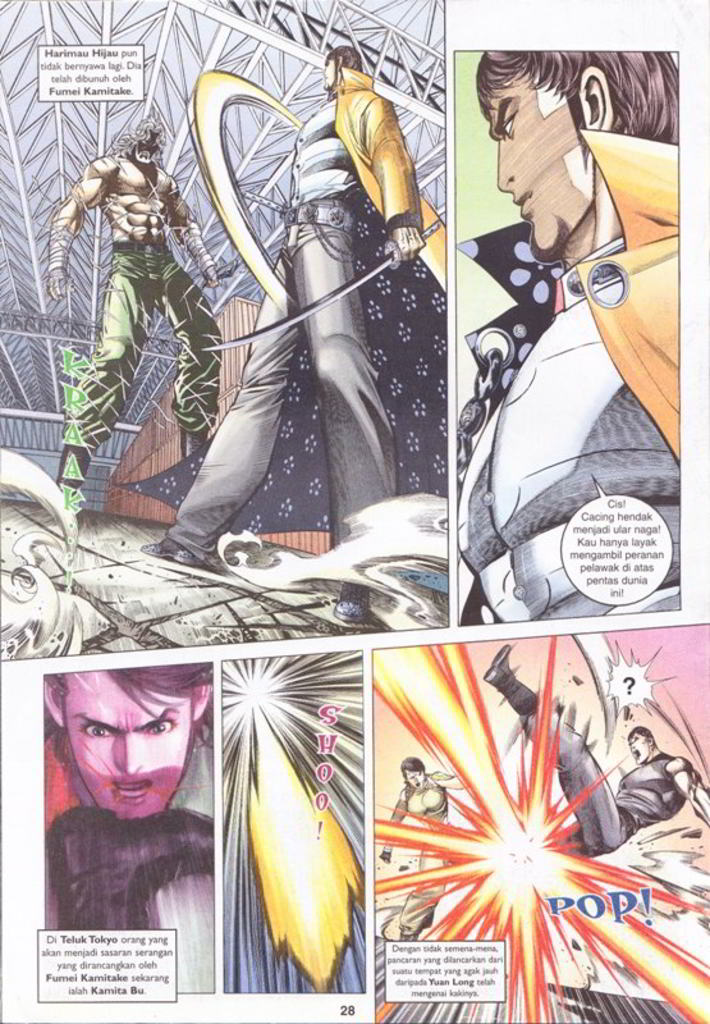 Harimau Hijau pun
tidak bernyawa lagi. Dia
telah dibunuh oleh
Fumei Kamitake.
KRAAK...!
Cis!
Cacing hendak
menjadi ular naga!
Kau hanya layak
mengambil peranan
pelawak di atas
pentas dunia
ini!
Di Teluk Tokyo orang yang
akan menjadi sasaran serangan
yang dirancangkan oleh
Fumei Kamitake sekarang
ialah Kamita Bu.
SHOO!
?
POP!
Dengan tidak semena-mena,
pancaran yang dilancarkan dari
suatu tempat yang agak jauh
daripada Yuan Long telah
mengenai kakinya.
28